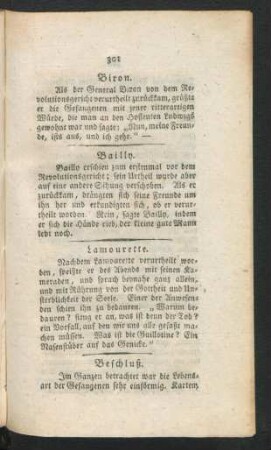 301
Biron.
Als der General Biron von dem Re-
volutionsgericht verurtheilt zurückkam, grüßte
er die Gefangenen mit jener ritterartigen
Würde, die man an den Hofleuten Ludwigs
gewohnt war und sagte: „Nun, meine Freun-
de, ists aus, und ich gehe." —
Bailly.
Bailly erschien zum erstenmal vor dem
Revolutionsgericht; sein Urtheil wurde aber
auf eine andere Sitzung verschoben. Als er
zurückkam, drängten sich seine Freunde um
ihn her und erkundigten sich, ob er verur-
theilt worden. Nein, sagte Bailly, indem
er sich die Hände rieb, der kleine gute Mann
lebt noch.
Lamourette.
Nachdem Lamourette verurtheilt wor-
den, speißte er des Abends mit seinen Ka-
meraden, und sprach beynahe ganz allein,
und mit Rührung von der Gottheit und Un-
sterblichkeit der Seele. Einer der Anwesen-
den schien ihn zu bedauren. „Warum be-
dauren? fing er an, was ist denn der Tod?
ein Vorfall, auf den wir uns alle gefaßt ma-
chen müssen. Was ist die Guillotine? Ein
Nasenstüber auf das Genicke."
Beschluß.
Im Ganzen betrachtet war die Lebens-
art der Gefangenen sehr einförmig. Karten,